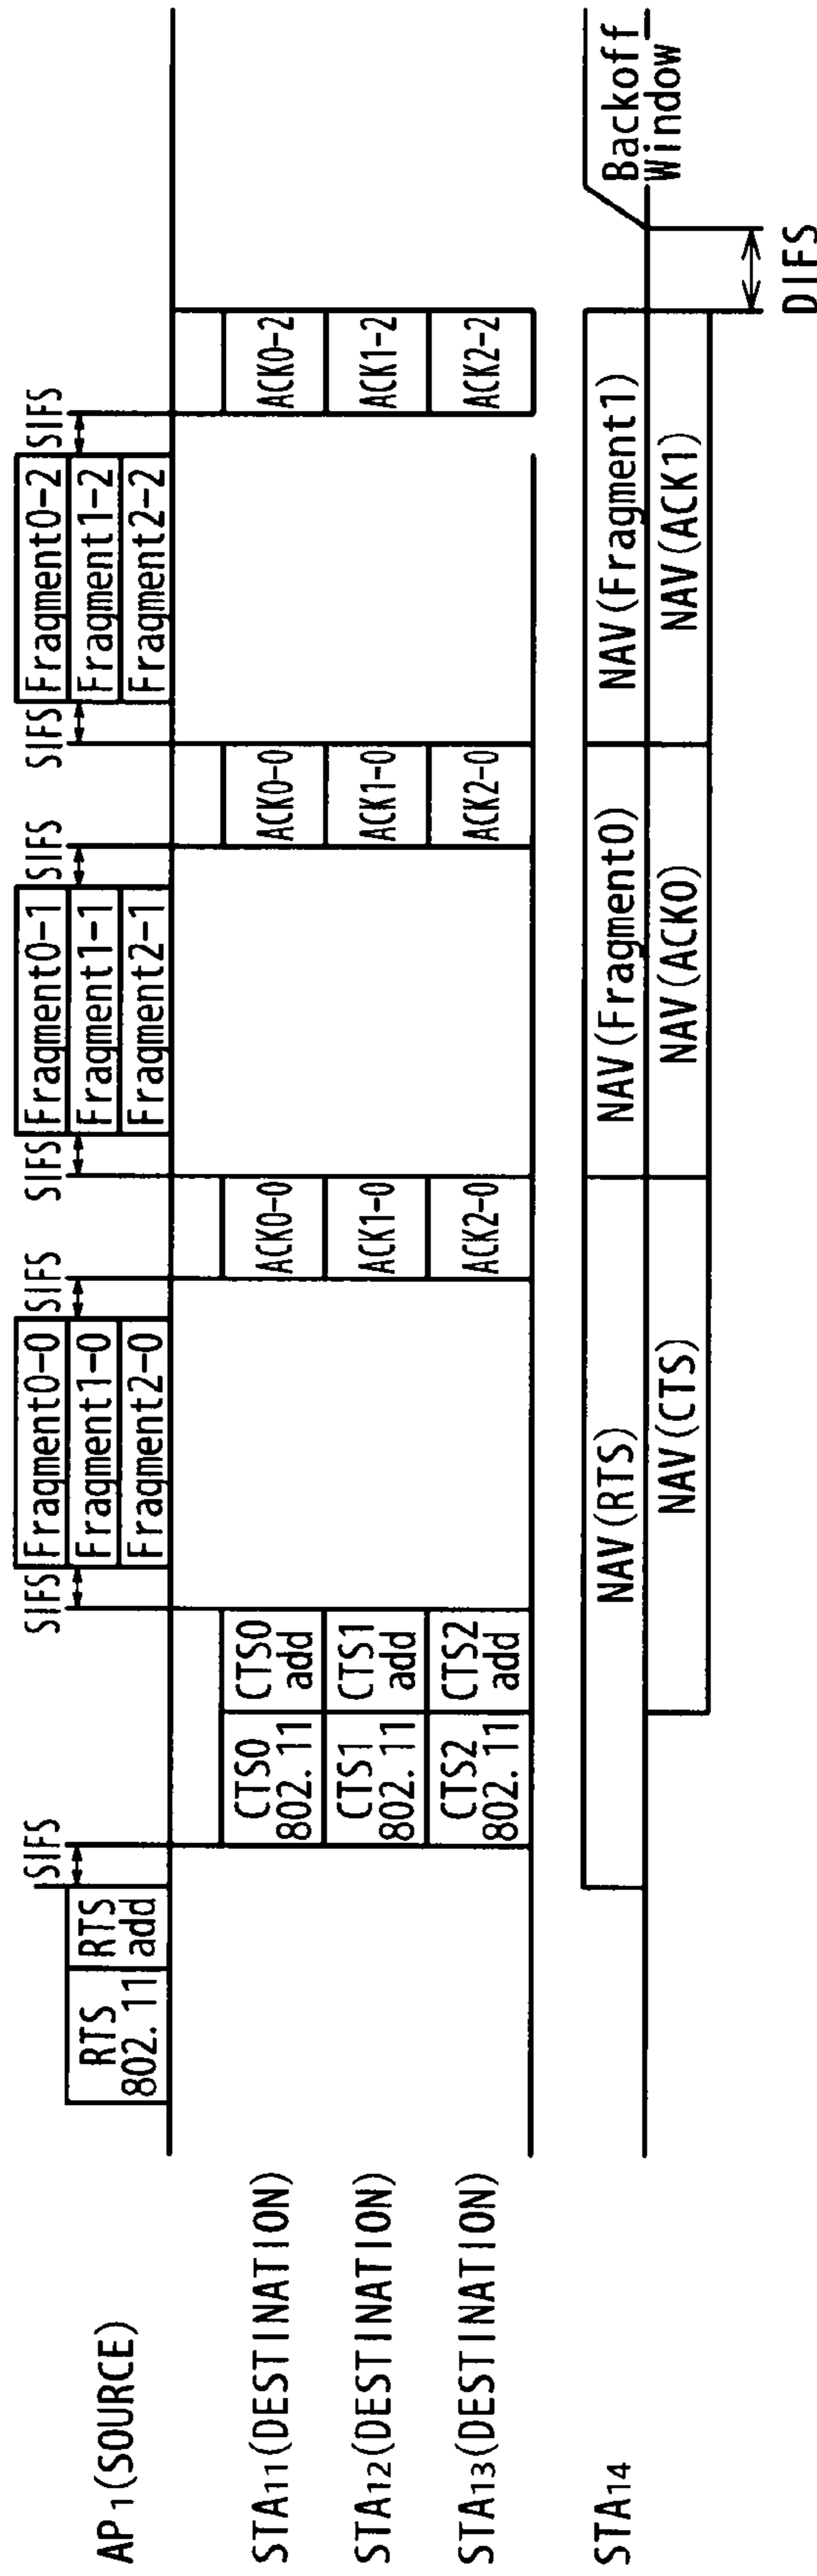 AP1(SOURCE)
RTS
802.11
RTS
add
SIFS
SIFS
Fragment0-0
Fragment1-0
Fragment2-0
SIFS
SIFS
Fragment0-1
Fragment1-1
Fragment2-1
SIFS
SIFS
Fragment0-2
Fragment1-2
Fragment2-2
SIFS
STA11(DESTINATION)
CTS0
802.11
CTS0
add
ACK0-0
ACK0-0
ACK0-2
STA12(DESTINATION)
CTS1
802.11
CTS1
add
ACK1-0
ACK1-0
ACK1-2
STA13(DESTINATION)
CTS2
802.11
CTS2
add
ACK2-0
ACK2-0
ACK2-2
STA14
NAV(RTS)
NAV(Fragment0)
NAV(Fragment1)
Backoff
Window
NAV(CTS)
NAV(ACK0)
NAV(ACK1)
DIFS